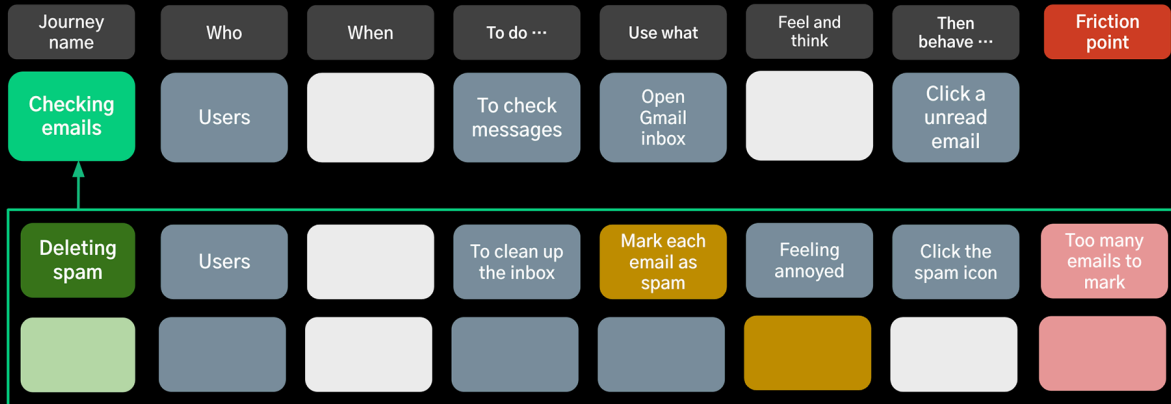 Journey
name
Who
When
To do ...
Use what
Feel and
think
Then
behave ...
Friction
point
Checking
emails
Users
To check
messages
Open
Gmail
inbox
Click a
unread
email
Deleting
spam
Users
To clean up
the inbox
Mark each
email as
spam
Feeling
annoyed
Click the
spam icon
Too many
emails to
mark